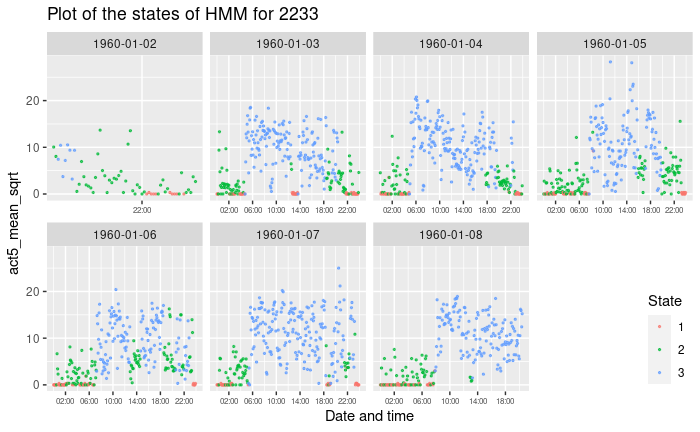 Plot of the states of HMM for 2233
1960-01-02 1960-01-03 1960-01-04 1960-01-05
20
10
0
22:00 02:00 06:00 10:00 14:00 18:00 22:00 02:00 06:00 10:00 14:00 18:00 22:00 02:00 06:00 10:00 14:00 18:00 22:00
act5_mean_sqrt
1960-01-06 1960-01-07 1960-01-08
20
10
0
02:00 06:00 10:00 14:00 18:00 22:00 02:00 06:00 10:00 14:00 18:00 22:00 02:00 06:00 10:00 14:00 18:00
Date and time
State
1
2
3